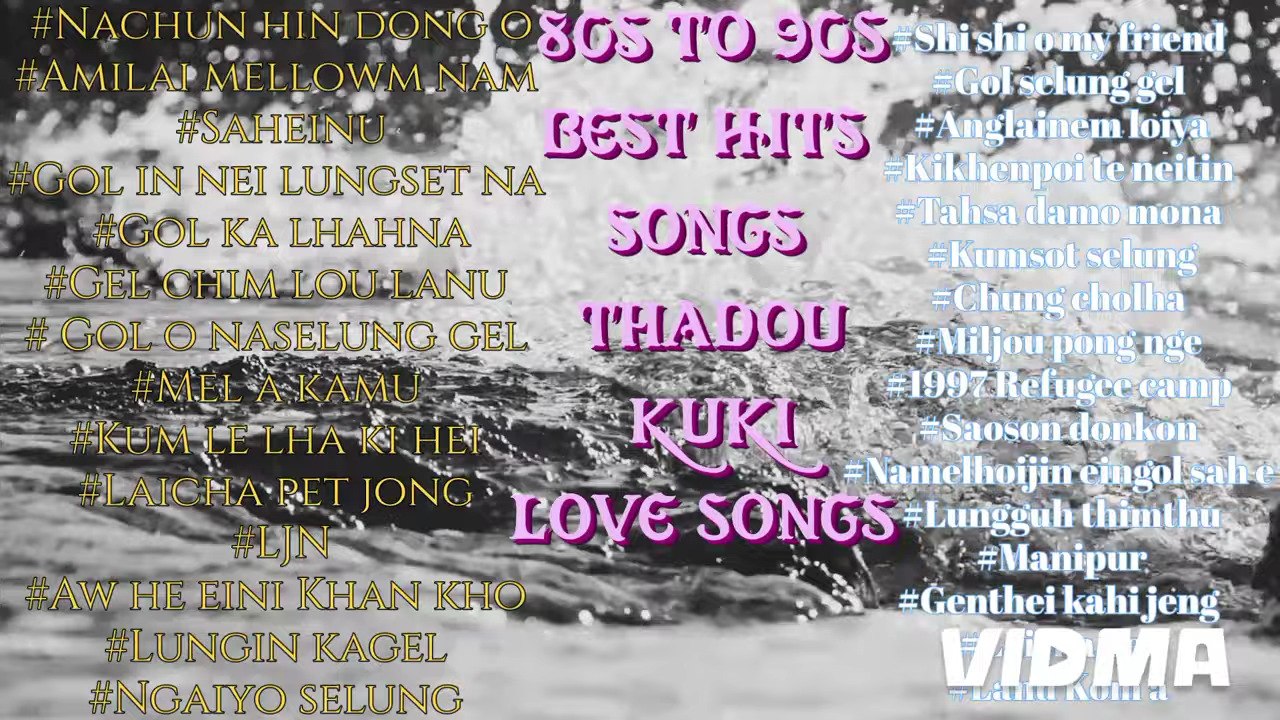 #Nachun hin dong o
#Amilai mellowm nam
#Saheinu
#Gol in nei lungset na
#Gol ka lhahna
#Gel chim lou lanu
# Gol o naselung gel
#Mel a kamu
#Kum le lha ki hei
#Laicha pet jong
#LJN
#Aw he eini Khan kho
#Lungin kagel
#Ngaiyo selung
80s to 90s
Best hits
songs
Thadou
Kuki
love songs
#Shi shi o my friend
#Gol selung gel
#Anglainem loiya
#Kikhenpoi te neitin
#Tahsa damo mona
#Kumsot selung
#Chung cholha
#Miljou pong nge
#1997 Refugee camp
#Saoson donkon
#Namelhoijin eingol sah e
#Lungguh thimthu
#Manipur
#Genthei kahi jeng
VIDMA